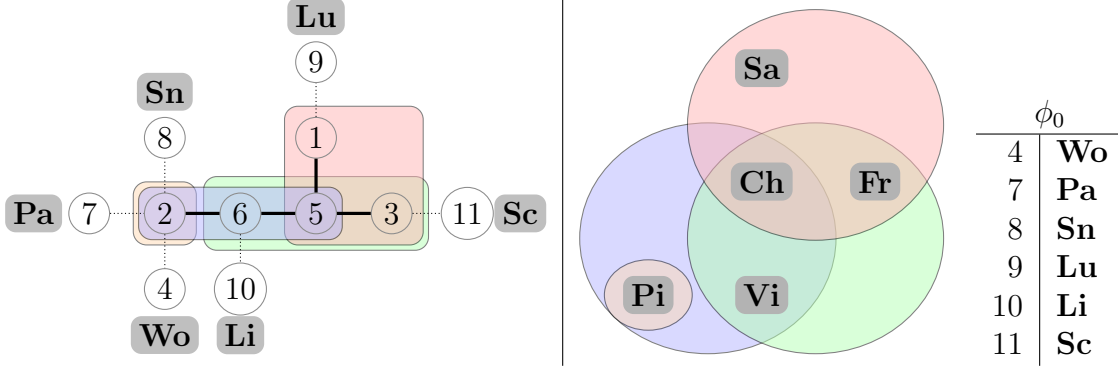 Lu
9
Sn
8
1
Pa 7 2 6 5 3 11 Sc
4 10
Wo Li
Sa
Ch Fr
Pi Vi
ϕ0
4 Wo
7 Pa
8 Sn
9 Lu
10 Li
11 Sc